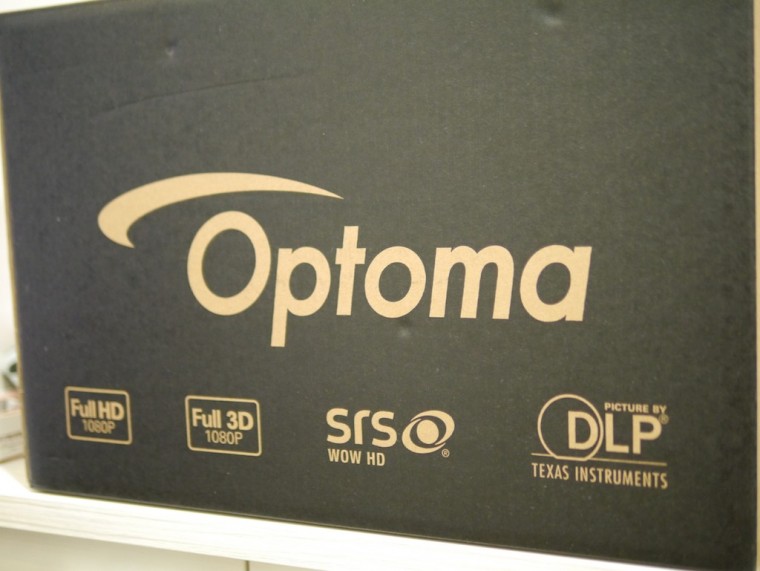 Optoma
Full HD
1080P
Full 3D
1080P
SRS
WOW HD
®
PICTURE BY
DLP®
TEXAS INSTRUMENTS